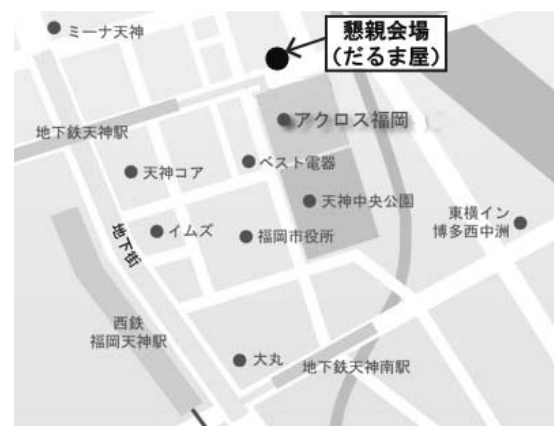 ミーナ天神
懇親会場
(だるま屋)
アクロス福岡
地下鉄天神駅
ベスト電器
天神コア
天神中央公園
東横イン
博多西中洲
イムズ
福岡市役所
地下街
西鉄
福岡天神駅
大丸
地下鉄天神南駅